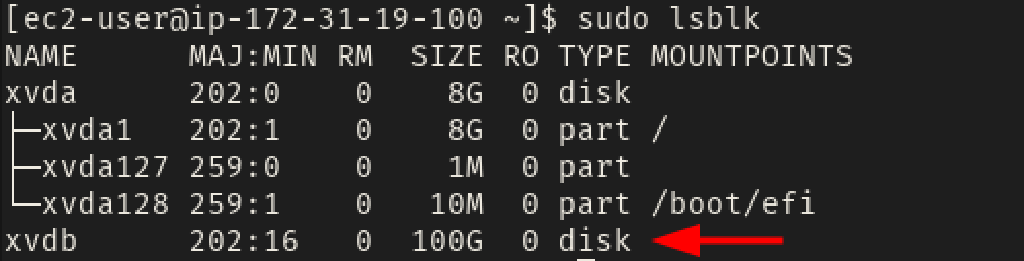 [ec2-user@ip-172-31-19-100 ~]$ sudo lsblk
NAME      MAJ:MIN RM   SIZE RO TYPE MOUNTPOINTS
xvda      202:0    0     8G  0 disk
├─xvda1   202:1    0     8G  0 part /
├─xvda127 259:0    0     1M  0 part
└─xvda128 259:1    0    10M  0 part /boot/efi
xvdb      202:16   0   100G  0 disk